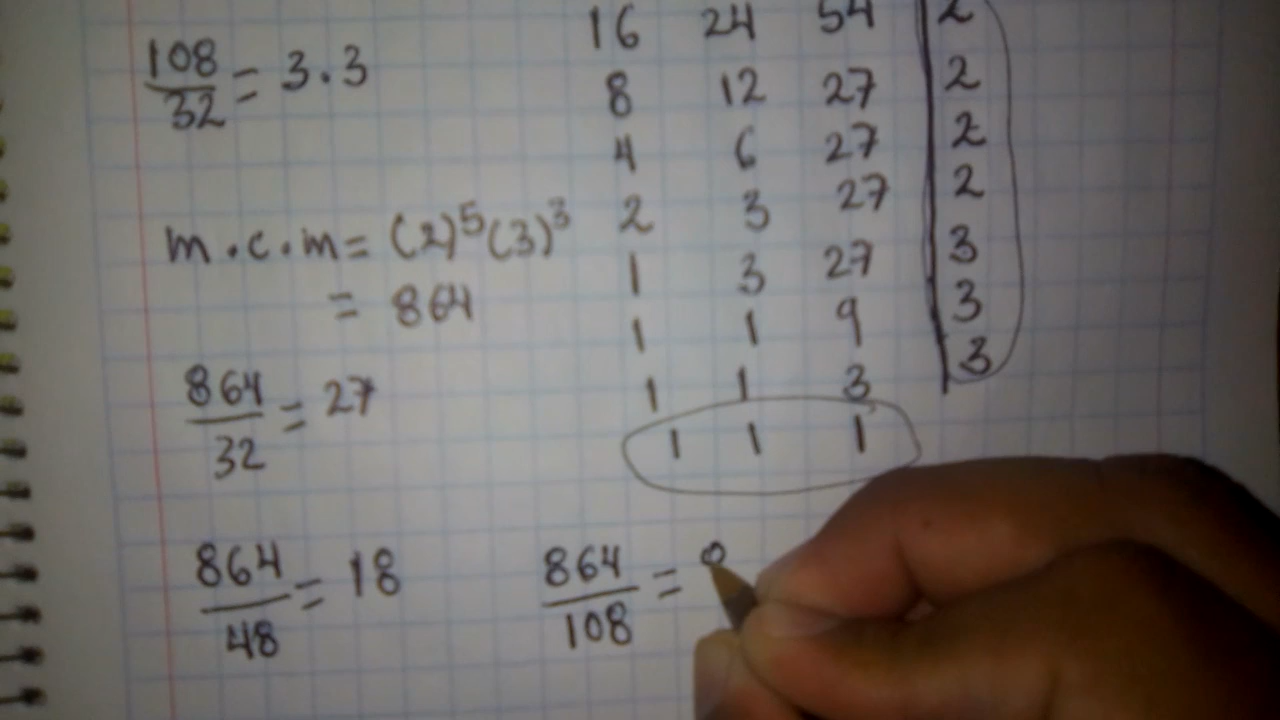 108/32 = 3.3
m.c.m = (2)^5 (3)^3
= 864
864/32 = 27
864/48 = 18
864/108 =
16 24 54 | 2
8 12 27 | 2
4 6 27 | 2
2 3 27 | 2
1 3 27 | 3
1 1 9 | 3
1 1 3 | 3
1 1 1